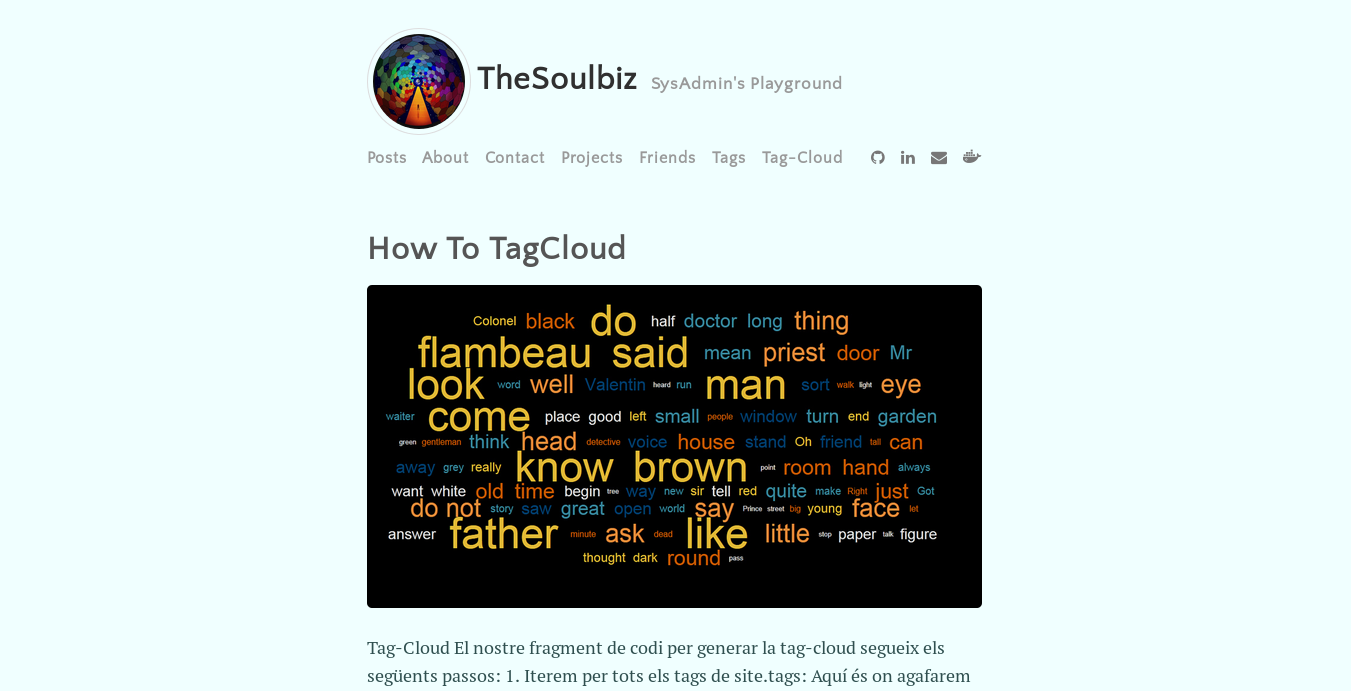 TheSoulbiz SysAdmin's Playground
Posts About Contact Projects Friends Tags Tag-Cloud
How To TagCloud
Colonel black do half doctor long thing
flambeau said mean priest door Mr
look word well Valentin heard run man sort walk light eye
waiter come place good left small people window turn end garden
green gentleman think head detective voice house stand Oh friend tall can
away grey really know brown point room hand always
want white old time begin tree way new sir tell red quite make Right just Got
do not story saw great open world say Prince street big young face let
answer father minute ask dead like little stop paper talk figure
thought dark round pass
Tag-Cloud El nostre fragment de codi per generar la tag-cloud segueix els
següents passos: 1. Iterem per tots els tags de site.tags: Aquí és on agafarem